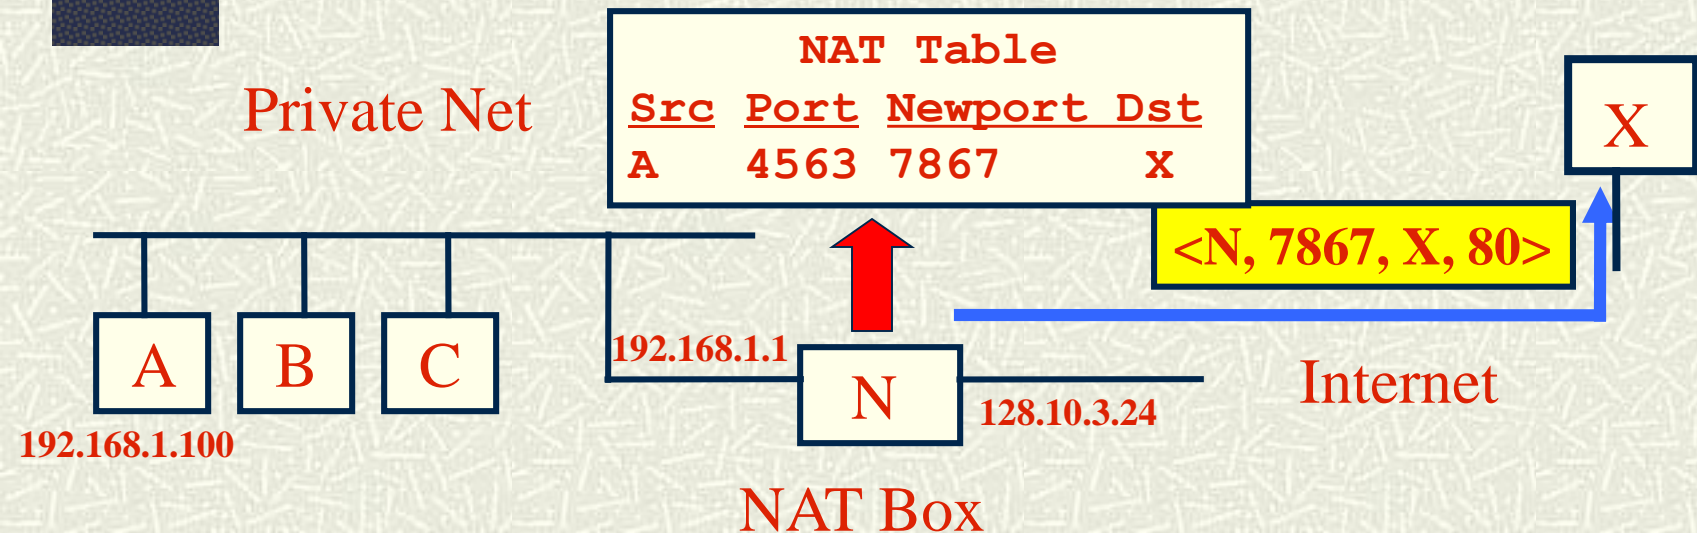 NAT Table
Src Port Newport Dst
A 4563 7867 X
Private Net
X
<N, 7867, X, 80>
A
B
C
192.168.1.1
N
Internet
128.10.3.24
192.168.1.100
NAT Box